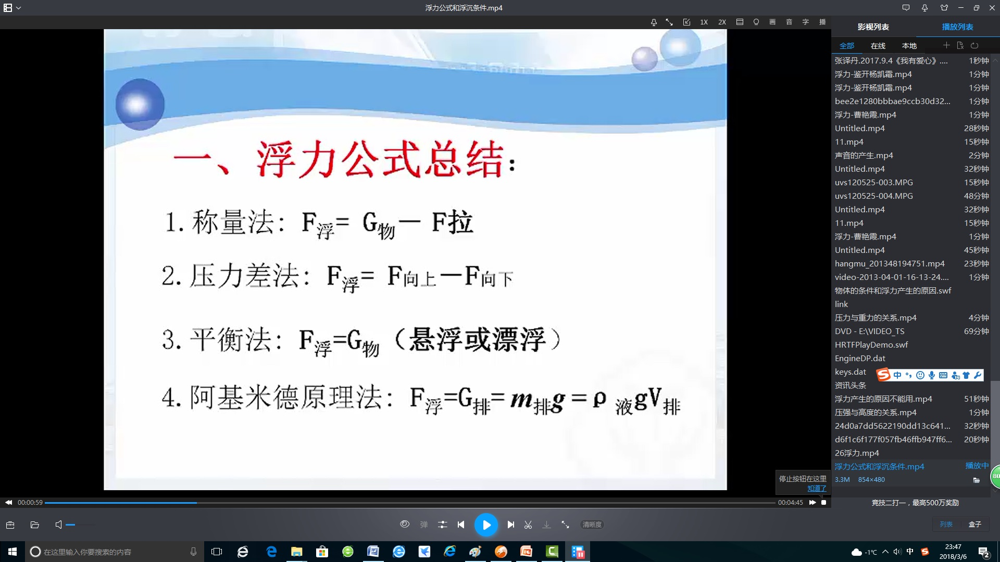 浮力公式和浮沉条件.mp4
1X 2X 画 音 字 播
影视列表 播放列表
全部 在线 本地
一、浮力公式总结：
1.称量法：F浮= G物－ F拉
2.压力差法：F浮= F向上－F向下
3.平衡法：F浮=G物（悬浮或漂浮）
4.阿基米德原理法：F浮=G排= m排g = ρ 液gV排
张译丹.2017.9.4《我有爱心》.... 1秒钟
浮力-鉴开杨凯霜.mp4 1分钟
浮力-鉴开杨凯霜.mp4 1分钟
bee2e1280bbbae9ccb30d32... 1分钟
浮力-曹艳霞.mp4 1分钟
Untitled.mp4 28秒钟
11.mp4 15秒钟
声音的产生.mp4 2分钟
Untitled.mp4 32秒钟
uvs120525-003.MPG 15秒钟
uvs120525-004.MPG 48分钟
Untitled.mp4 32秒钟
11.mp4 15秒钟
浮力-曹艳霞.mp4 1分钟
Untitled.mp4 45秒钟
hangmu_201348194751.mp4 23秒钟
video-2013-04-01-16-13-24.... 1分钟
物体的条件和浮力产生的原因.swf
link
压力与重力的关系.mp4 4分钟
DVD - E:\VIDEO_TS 69分钟
HRTFPlayDemo.swf
EngineDP.dat
keys.dat
中
资讯头条
浮力产生的原因不能用.mp4 51秒钟
压强与高度的关系.mp4 1分钟
24d0a7dd5622190dd13c641... 32秒钟
d6f1c6f177f057fb46ffb947ff6... 20秒钟
26浮力.mp4
浮力公式和浮沉条件.mp4 播放中
3.3M 854×480
80
停止按钮在这里
知道了
00:00:59 00:04:45
竞技二打一，最高500万奖励
弹 清晰度
列表 盒子
在这里输入你要搜索的内容
-1℃ 中
23:47
2018/3/6
2